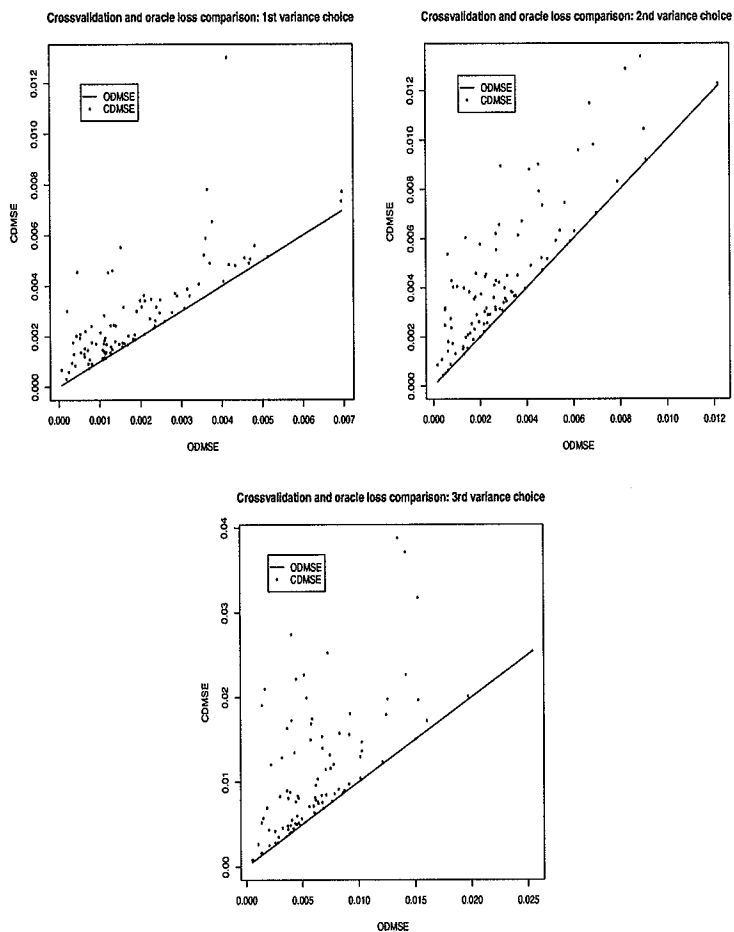 Crossvalidation and oracle loss comparison: 1st variance choice
ODMSE
CDMSE
CDMSE
0.012
0.010
0.008
0.006
0.004
0.002
0.000
0.000 0.001 0.002 0.003 0.004 0.005 0.006 0.007
ODMSE
Crossvalidation and oracle loss comparison: 2nd variance choice
ODMSE
CDMSE
CDMSE
0.012
0.010
0.008
0.006
0.004
0.002
0.000
0.000 0.002 0.004 0.006 0.008 0.010 0.012
ODMSE
Crossvalidation and oracle loss comparison: 3rd variance choice
ODMSE
CDMSE
CDMSE
0.04
0.03
0.02
0.01
0.00
0.000 0.005 0.010 0.015 0.020 0.025
ODMSE